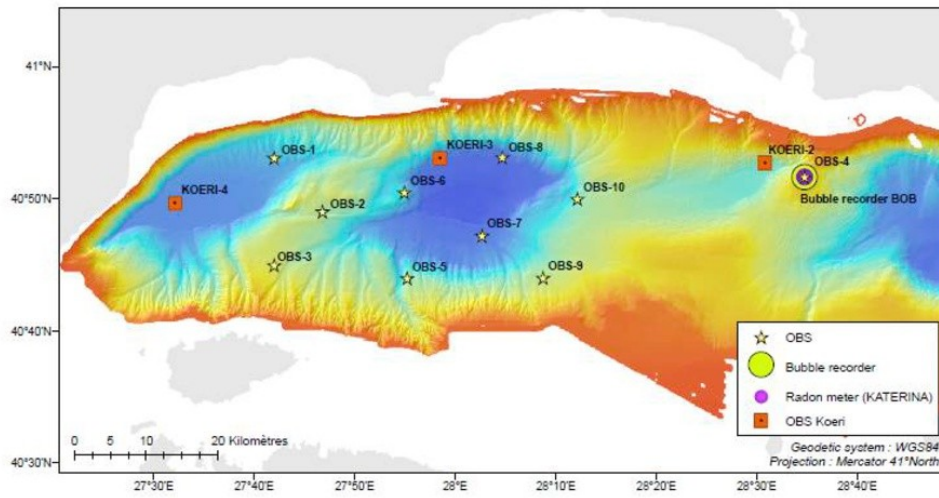 41°N
40°50'N
40°40'N
40°30'N
OBS-1
KOERI-3
OBS-8
KOERI-2
OBS-4
KOERI-4
OBS-6
OBS-10
Bubble recorder BOB
OBS-2
OBS-7
OBS-3
OBS-5
OBS-9
OBS
Bubble recorder
Radon meter (KATERINA)
OBS Koeri
0 5 10 20 Kilomètres
Geodetic system : WGS84
Projection : Mercator 41°North
27°30'E 27°40'E 27°50'E 28°E 28°10'E 28°20'E 28°30'E 28°40'E